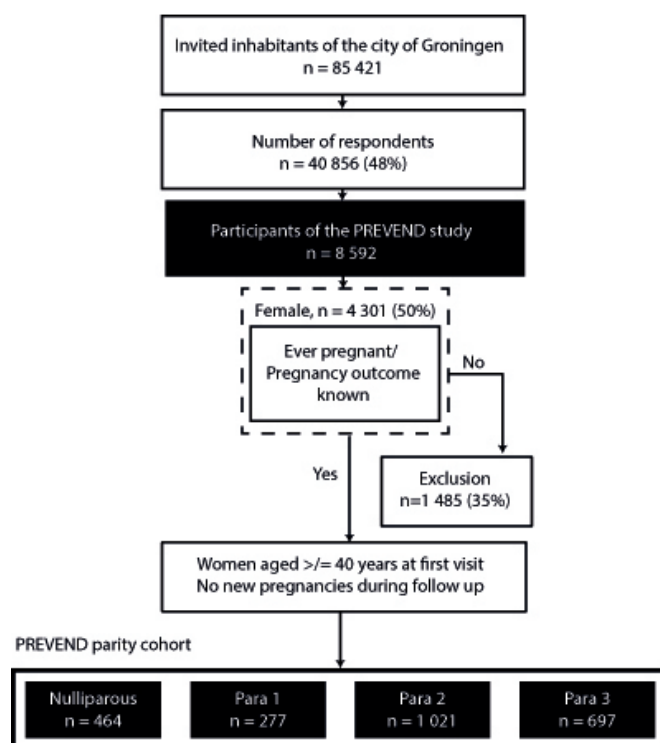 Invited inhabitants of the city of Groningen
n = 85 421
Number of respondents
n = 40 856 (48%)
Participants of the PREVEND study
n = 8 592
Female, n = 4 301 (50%)
Ever pregnant/
Pregnancy outcome
known
No
Yes
Exclusion
n=1 485 (35%)
Women aged >/= 40 years at first visit
No new pregnancies during follow up
PREVEND parity cohort
Nulliparous
n = 464
Para 1
n = 277
Para 2
n = 1 021
Para 3
n = 697